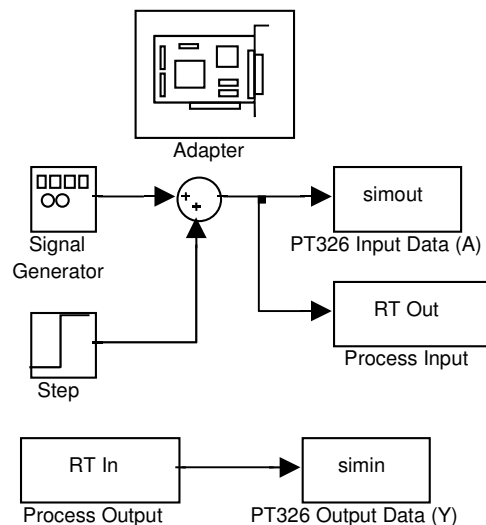 Adapter
simout
Signal
Generator
PT326 Input Data (A)
RT Out
Process Input
Step
RT In
Process Output
simin
PT326 Output Data (Y)